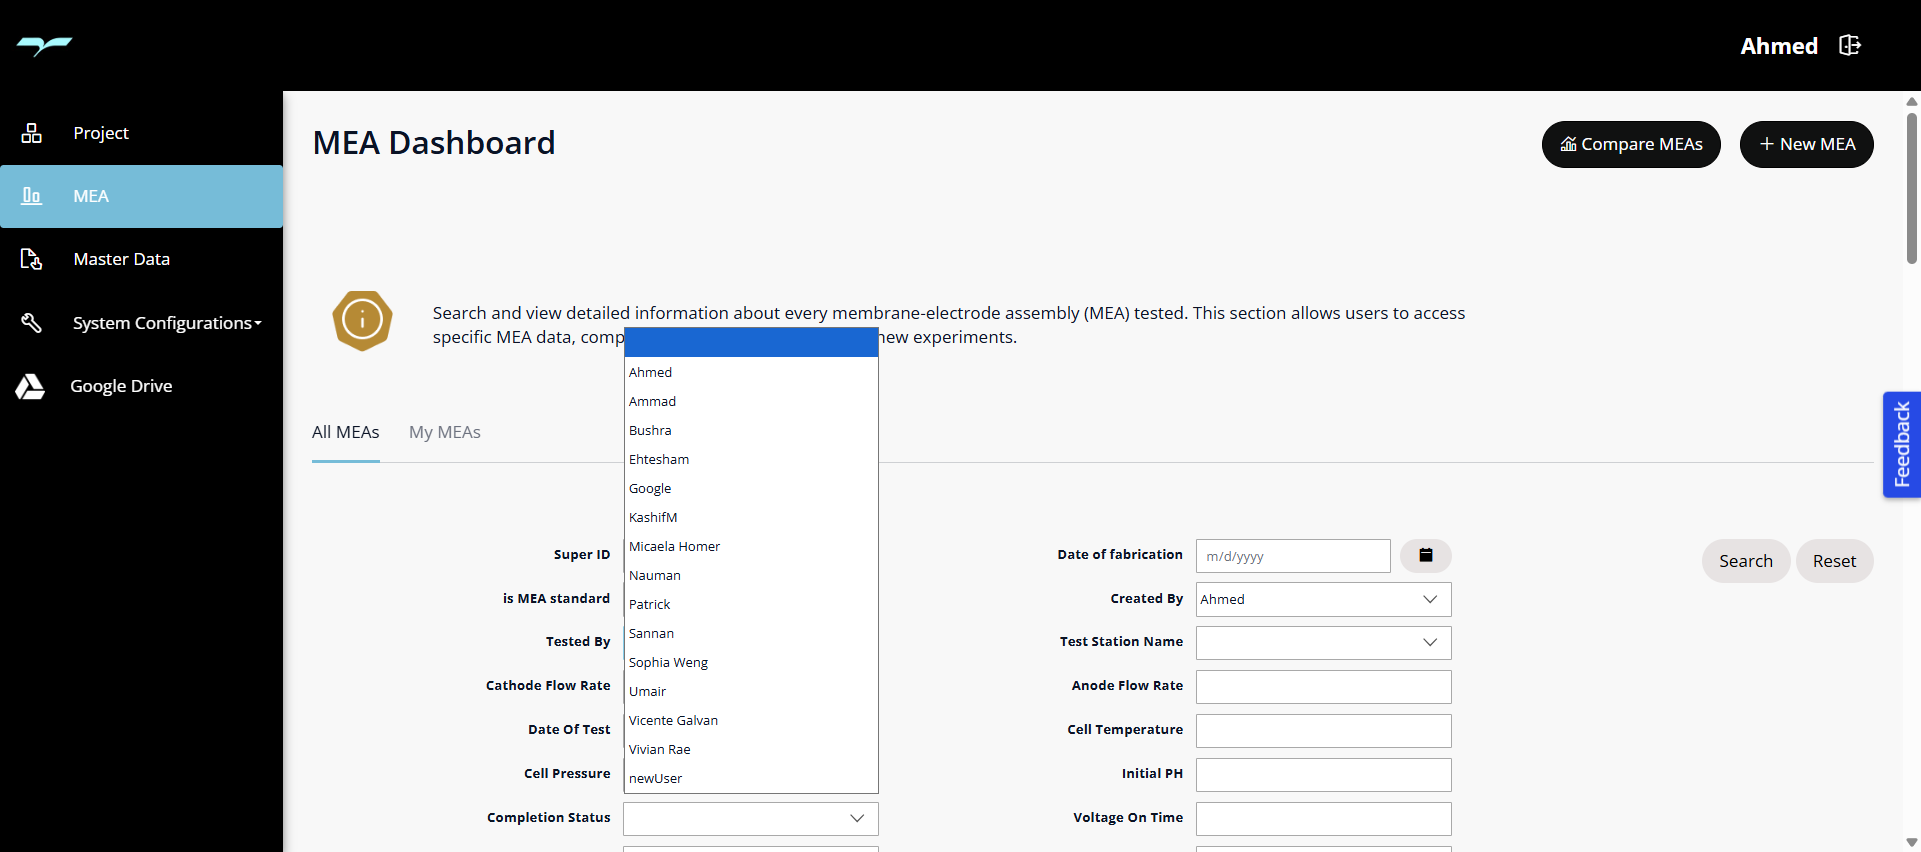 Ahmed
Project
MEA
Master Data
System Configurations
Google Drive
MEA Dashboard
Compare MEAs
+ New MEA
Search and view detailed information about every membrane-electrode assembly (MEA) tested. This section allows users to access
specific MEA data, comp new experiments.
All MEAs
My MEAs
Ahmed
Ammad
Bushra
Ehtesham
Google
KashifM
Micaela Homer
Nauman
Patrick
Sannan
Sophia Weng
Umair
Vicente Galvan
Vivian Rae
newUser
Super ID
Date of fabrication
m/d/yyyy
Search
Reset
is MEA standard
Created By
Ahmed
Tested By
Test Station Name
Cathode Flow Rate
Anode Flow Rate
Date Of Test
Cell Temperature
Cell Pressure
Initial PH
Completion Status
Voltage On Time
Feedback